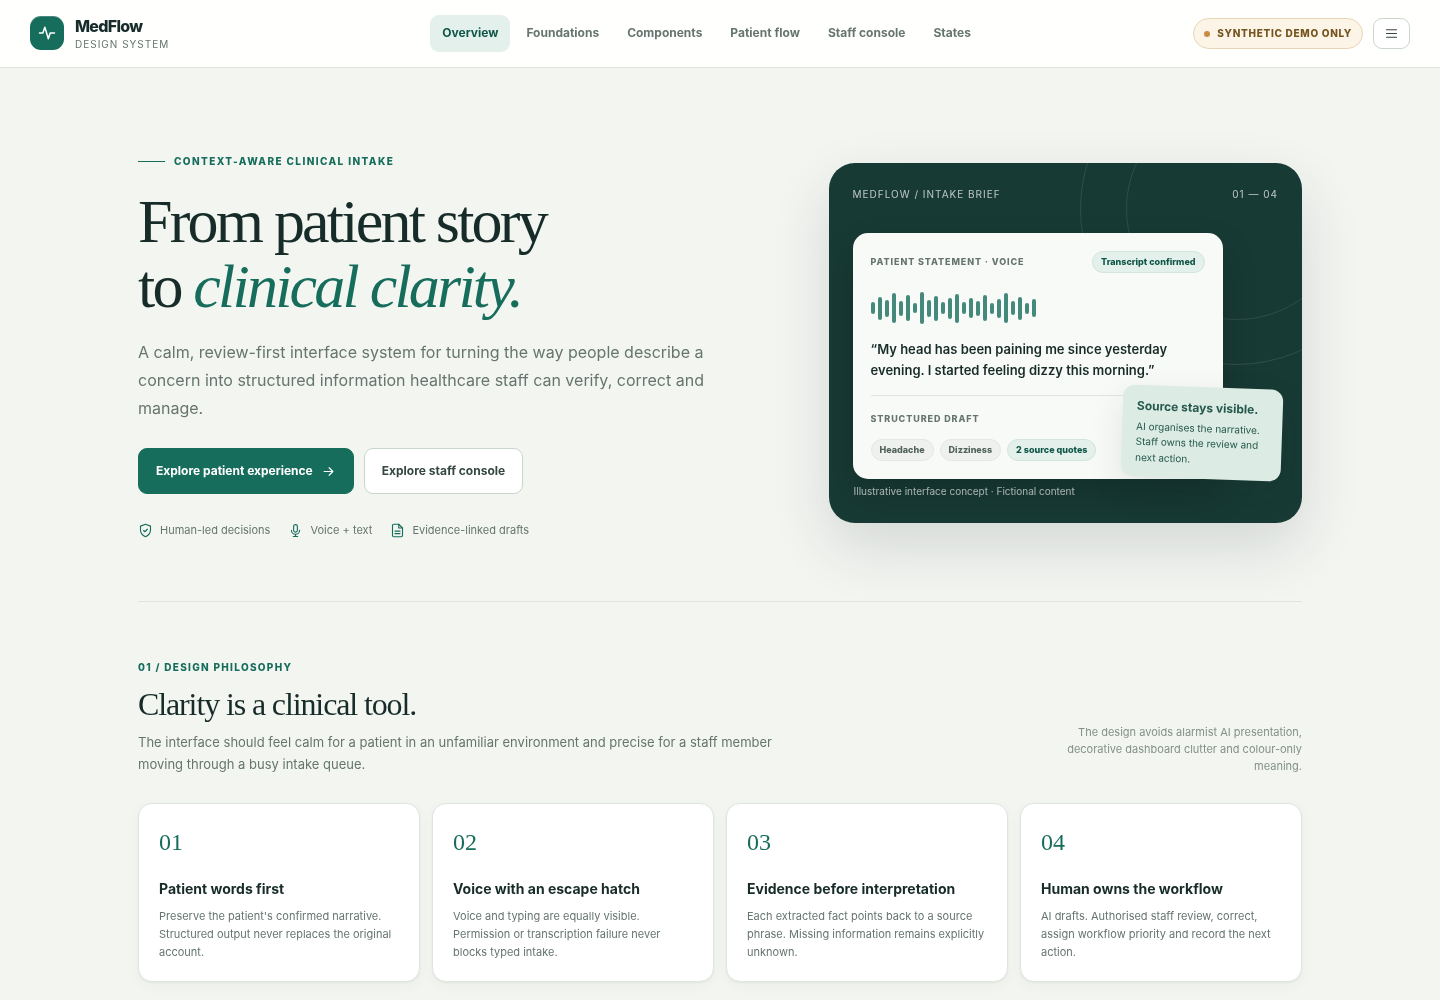 MedFlow
DESIGN SYSTEM
Overview
Foundations
Components
Patient flow
Staff console
States
SYNTHETIC DEMO ONLY
CONTEXT-AWARE CLINICAL INTAKE
From patient story
to clinical clarity.
A calm, review-first interface system for turning the way people describe a
concern into structured information healthcare staff can verify, correct and
manage.
Explore patient experience →
Explore staff console
Human-led decisions
Voice + text
Evidence-linked drafts
MEDFLOW / INTAKE BRIEF
01 — 04
PATIENT STATEMENT · VOICE
Transcript confirmed
“My head has been paining me since yesterday
evening. I started feeling dizzy this morning.”
STRUCTURED DRAFT
Headache
Dizziness
2 source quotes
Source stays visible.
AI organises the narrative.
Staff owns the review and
next action.
Illustrative interface concept · Fictional content
01 / DESIGN PHILOSOPHY
Clarity is a clinical tool.
The interface should feel calm for a patient in an unfamiliar environment and precise for a staff member
moving through a busy intake queue.
The design avoids alarmist AI presentation,
decorative dashboard clutter and colour-only
meaning.
01
Patient words first
Preserve the patient's confirmed narrative.
Structured output never replaces the original
account.
02
Voice with an escape hatch
Voice and typing are equally visible.
Permission or transcription failure never
blocks typed intake.
03
Evidence before interpretation
Each extracted fact points back to a source
phrase. Missing information remains explicitly
unknown.
04
Human owns the workflow
AI drafts. Authorised staff review, correct,
assign workflow priority and record the next
action.